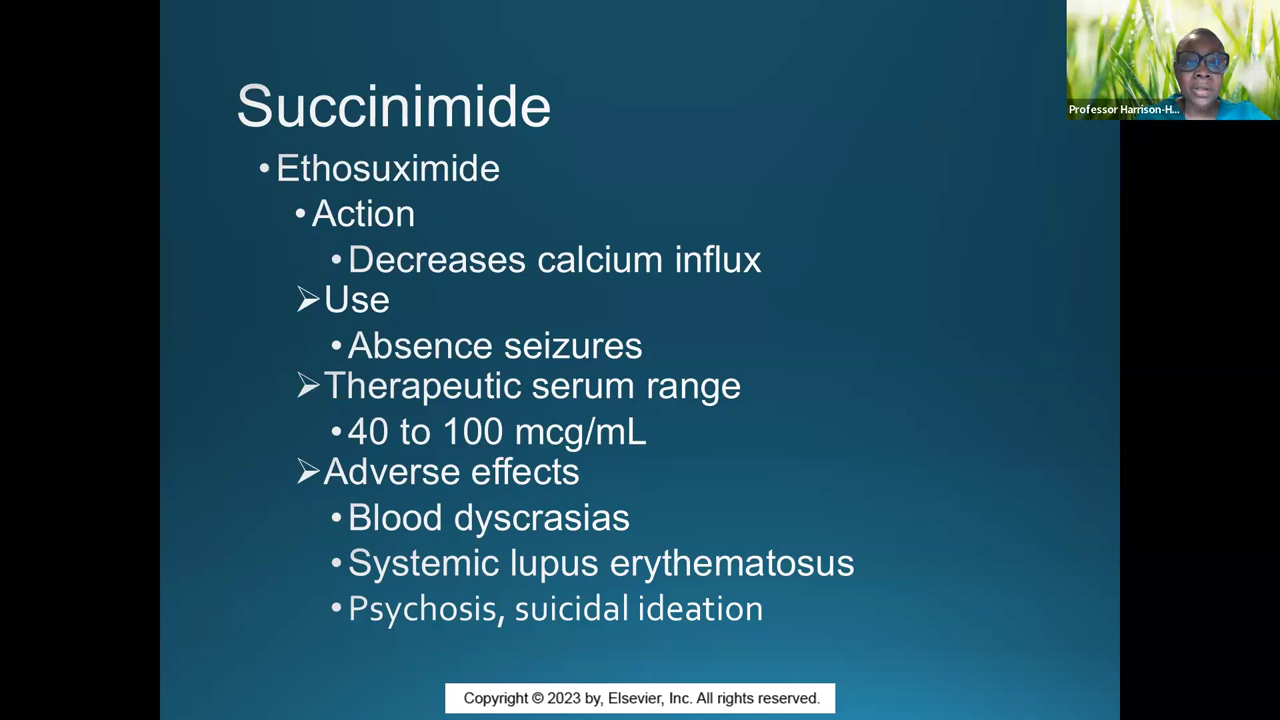 Succinimide
• Ethosuximide
• Action
• Decreases calcium influx
➢ Use
• Absence seizures
➢ Therapeutic serum range
• 40 to 100 mcg/mL
➢ Adverse effects
• Blood dyscrasias
• Systemic lupus erythematosus
• Psychosis, suicidal ideation
Copyright © 2023 by, Elsevier, Inc. All rights reserved.
Professor Harrison-H...